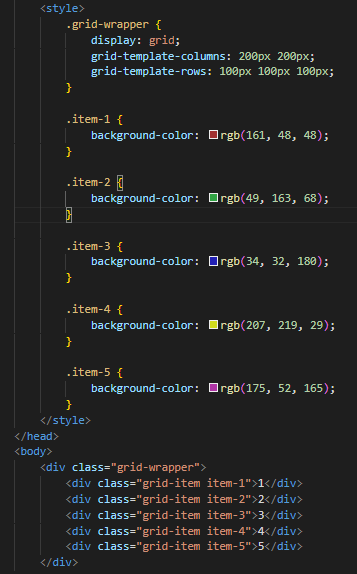 <style>
.grid-wrapper {
display: grid;
grid-template-columns: 200px 200px;
grid-template-rows: 100px 100px 100px;
}
.item-1 {
background-color: rgb(161, 48, 48);
}
.item-2 {
background-color: rgb(49, 163, 68);
}
.item-3 {
background-color: rgb(34, 32, 180);
}
.item-4 {
background-color: rgb(207, 219, 29);
}
.item-5 {
background-color: rgb(175, 52, 165);
}
</style>
</head>
<body>
<div class="grid-wrapper">
<div class="grid-item item-1">1</div>
<div class="grid-item item-2">2</div>
<div class="grid-item item-3">3</div>
<div class="grid-item item-4">4</div>
<div class="grid-item item-5">5</div>
</div>